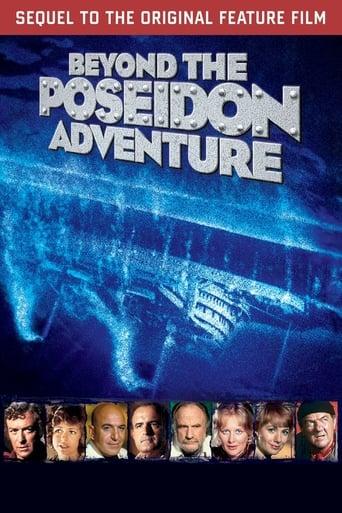 SEQUEL TO THE ORIGINAL FEATURE FILM
BEYOND THE
POSEIDON
ADVENTURE